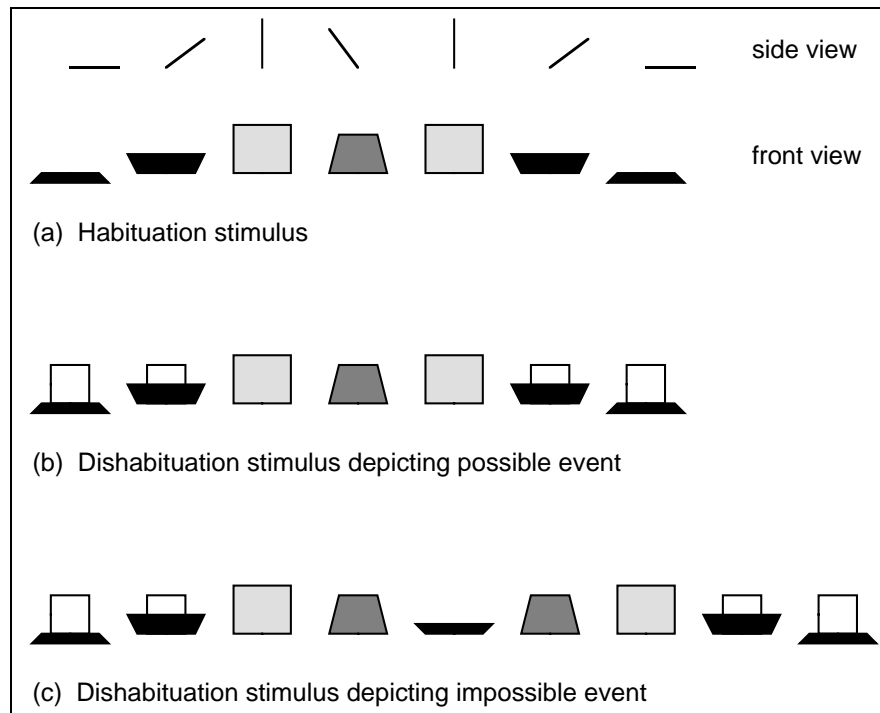 side view
front view
(a) Habituation stimulus
(b) Dishabituation stimulus depicting possible event
(c) Dishabituation stimulus depicting impossible event